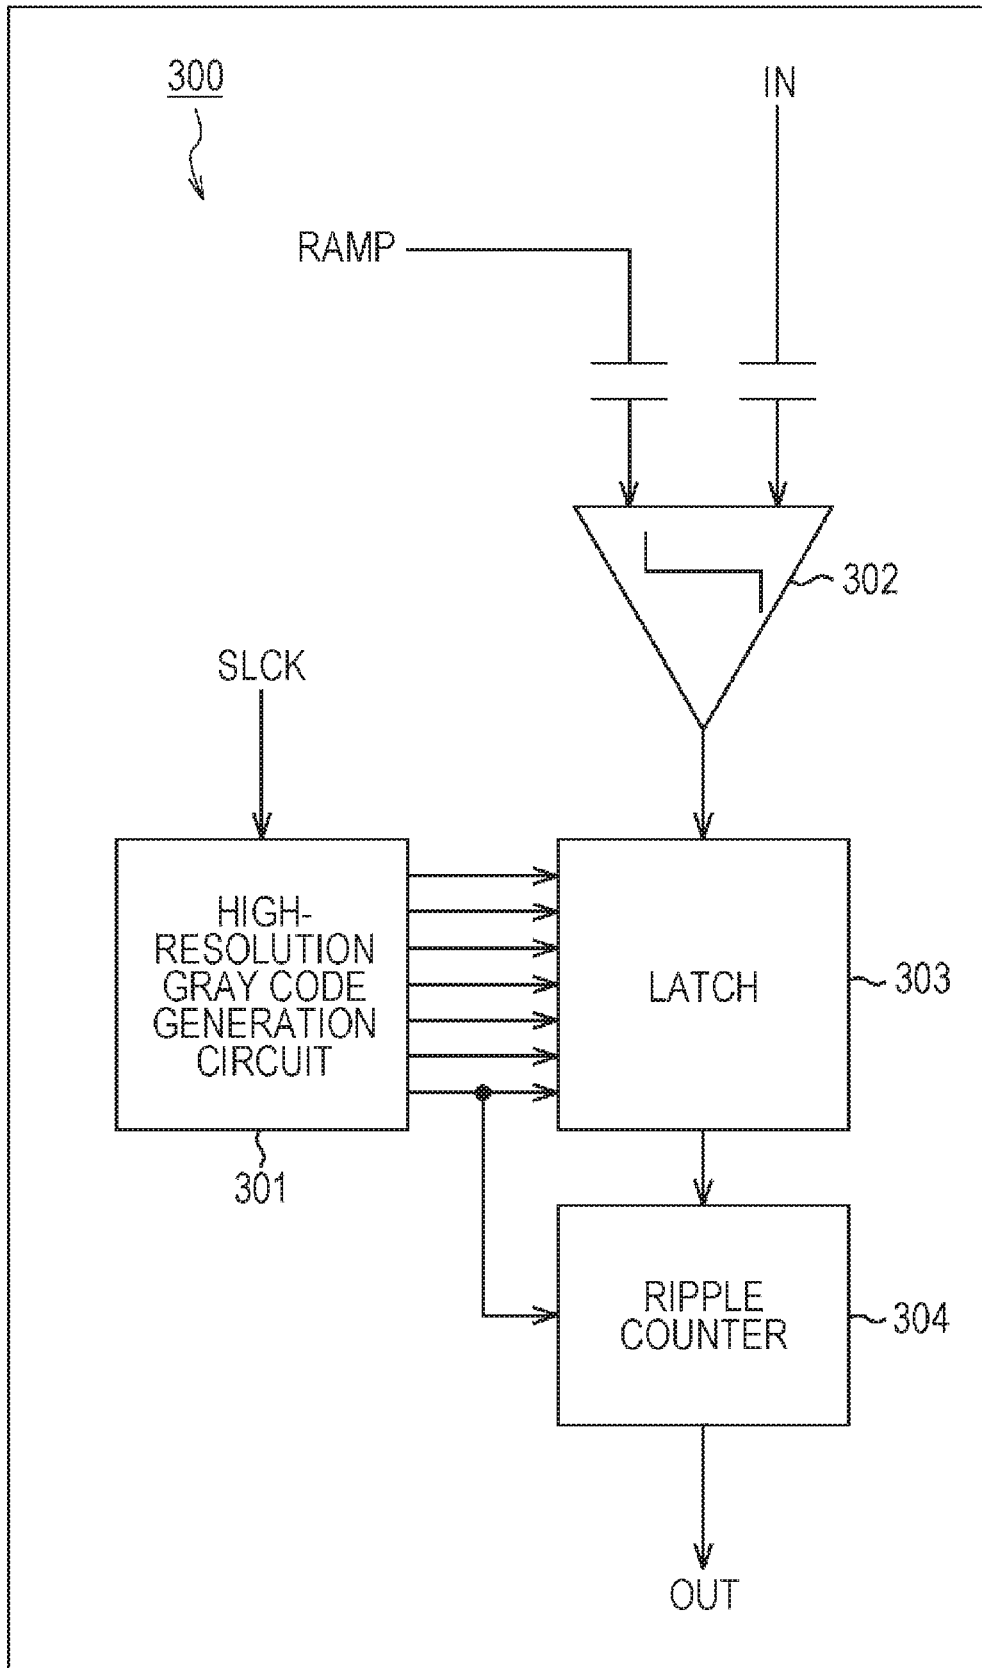 300
IN
RAMP
302
SLCK
HIGH-
RESOLUTION
GRAY CODE
GENERATION
CIRCUIT
LATCH
303
301
RIPPLE
COUNTER
304
OUT